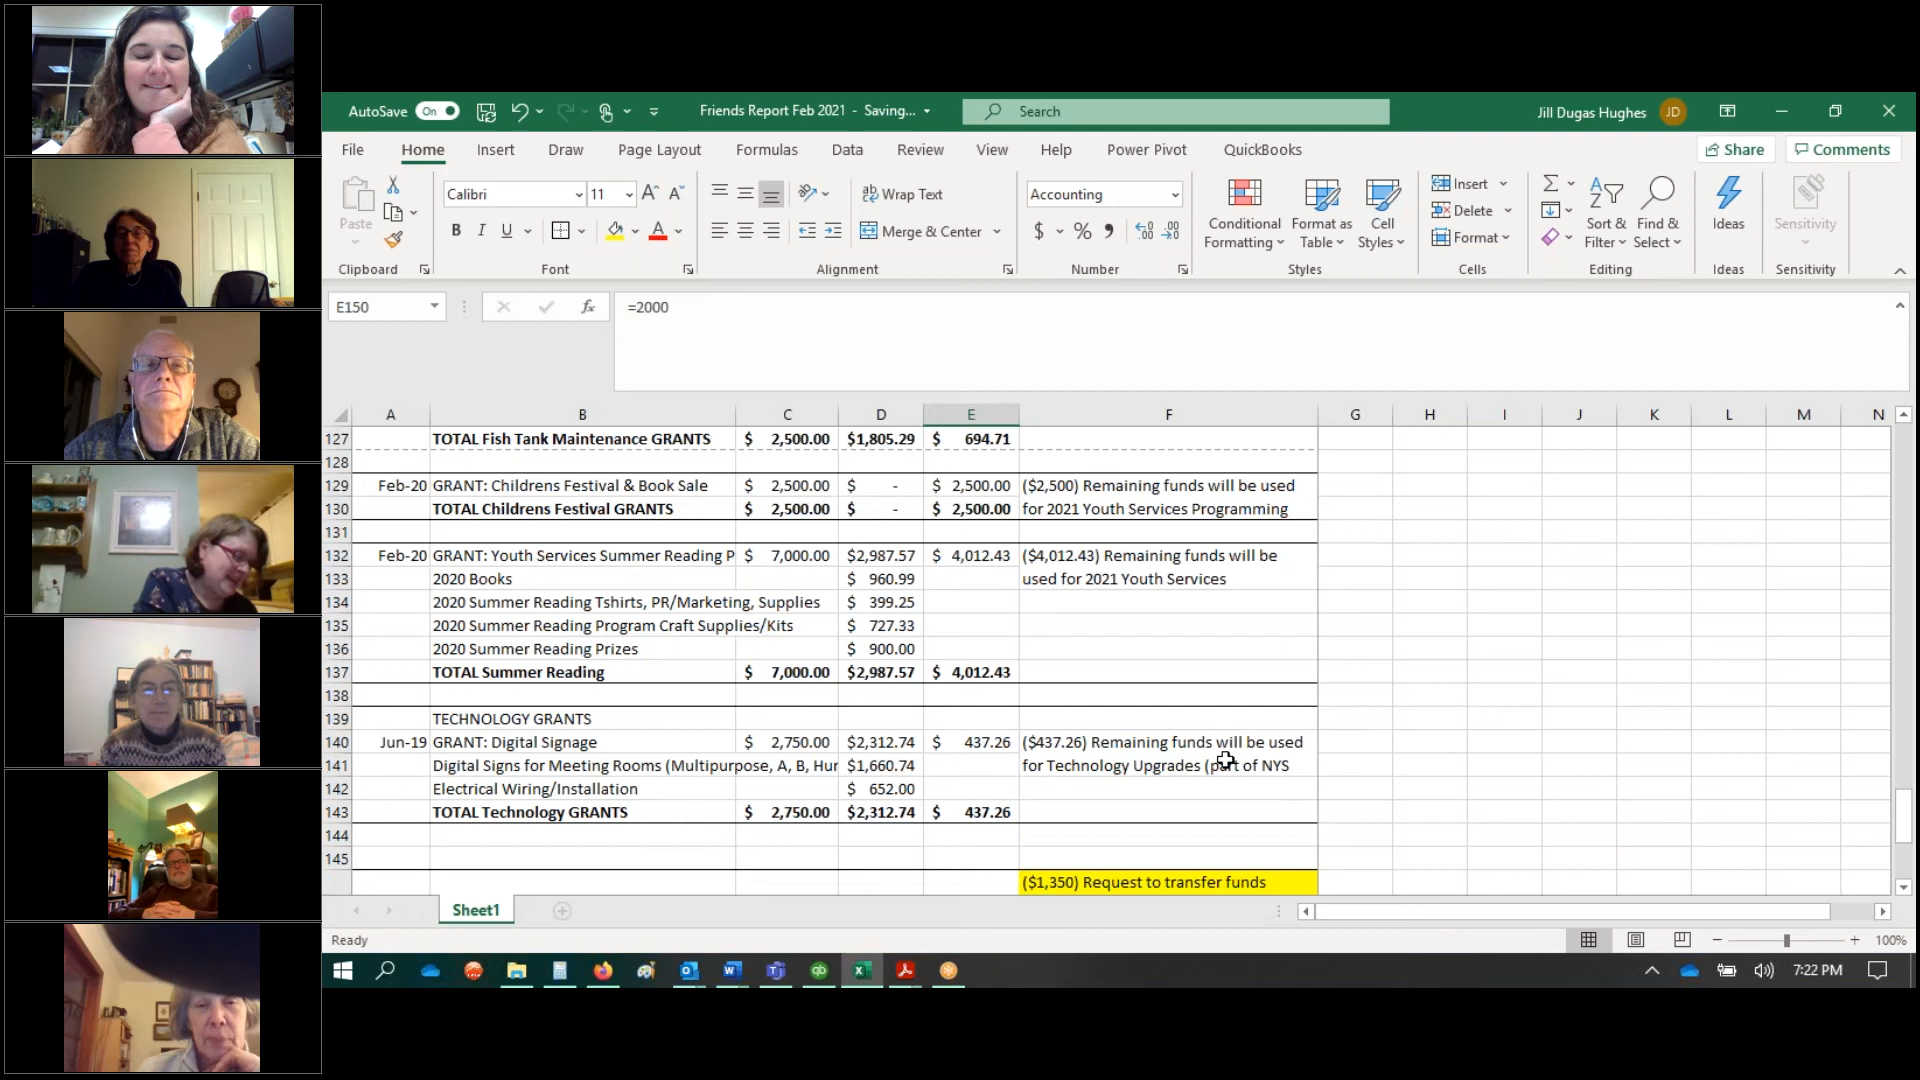 AutoSave On Friends Report Feb 2021 - Saving... Search Jill Dugas Hughes JD
File Home Insert Draw Page Layout Formulas Data Review View Help Power Pivot QuickBooks Share Comments
Paste Calibri 11 Wrap Text Accounting Insert
B I U Merge & Center $ % Conditional Formatting Format as Table Cell Styles Delete Format Sort & Filter Find & Select Ideas Sensitivity
Clipboard Font Alignment Number Styles Cells Editing Ideas Sensitivity
E150 fx =2000
A B C D E F G H I J K L M N
127 TOTAL Fish Tank Maintenance GRANTS $ 2,500.00 $1,805.29 $ 694.71
128
129 Feb-20 GRANT: Childrens Festival & Book Sale $ 2,500.00 $ - $ 2,500.00 ($2,500) Remaining funds will be used
130 TOTAL Childrens Festival GRANTS $ 2,500.00 $ - $ 2,500.00 for 2021 Youth Services Programming
131
132 Feb-20 GRANT: Youth Services Summer Reading P $ 7,000.00 $2,987.57 $ 4,012.43 ($4,012.43) Remaining funds will be
133 2020 Books $ 960.99 used for 2021 Youth Services
134 2020 Summer Reading Tshirts, PR/Marketing, Supplies $ 399.25
135 2020 Summer Reading Program Craft Supplies/Kits $ 727.33
136 2020 Summer Reading Prizes $ 900.00
137 TOTAL Summer Reading $ 7,000.00 $2,987.57 $ 4,012.43
138
139 TECHNOLOGY GRANTS
140 Jun-19 GRANT: Digital Signage $ 2,750.00 $2,312.74 $ 437.26 ($437.26) Remaining funds will be used
141 Digital Signs for Meeting Rooms (Multipurpose, A, B, Hur $1,660.74 for Technology Upgrades (part of NYS
142 Electrical Wiring/Installation $ 652.00
143 TOTAL Technology GRANTS $ 2,750.00 $2,312.74 $ 437.26
144
145
($1,350) Request to transfer funds
Sheet1
Ready 100%
7:22 PM